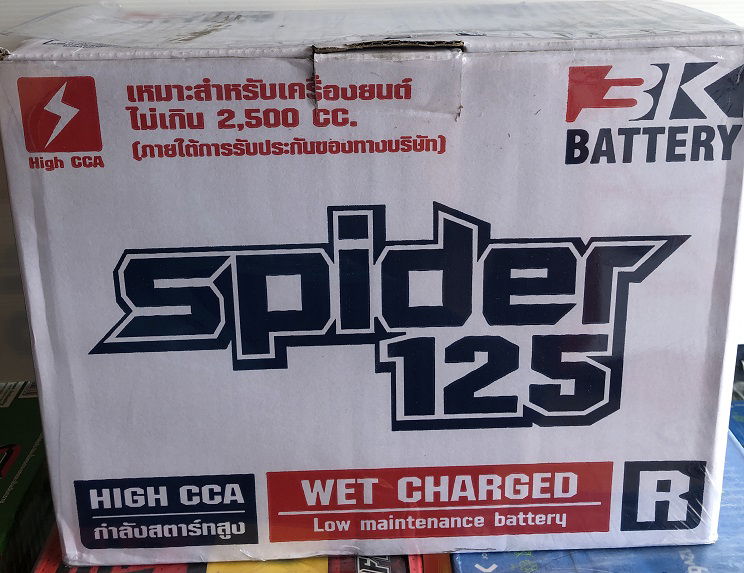 High CCA
เหมาะสำหรับเครื่องยนต์
ไม่เกิน 2,500 CC.
(ภายใต้การรับประกันของทางบริษัท)
3K
BATTERY
spider
125
HIGH CCA
กำลังสตาร์ทสูง
WET CHARGED
Low maintenance battery
R